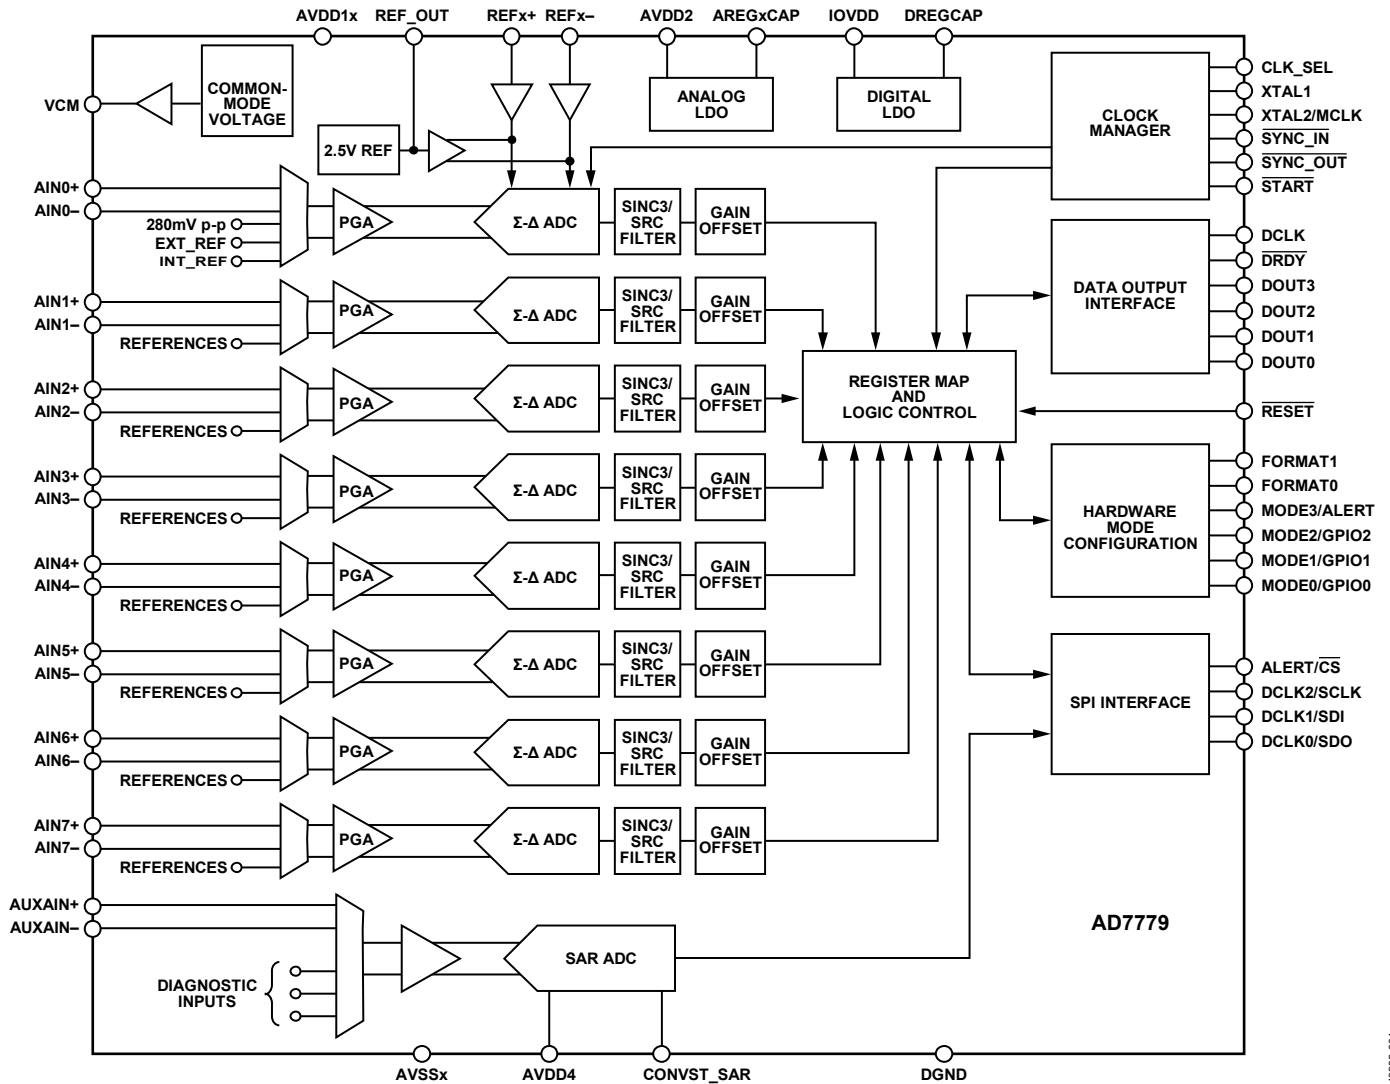 AVDD1x REF_OUT REFx+ REFx– AVDD2 AREGxCAP IOVDD DREGCAP
COMMON-
MODE
VOLTAGE
VCM
2.5V REF
ANALOG
LDO
DIGITAL
LDO
CLOCK
MANAGER
CLK_SEL
XTAL1
XTAL2/MCLK
SYNC_IN
SYNC_OUT
START
AIN0+
AIN0–
280mV p-p
EXT_REF
INT_REF
PGA
Σ-Δ ADC
SINC3/
SRC
FILTER
GAIN
OFFSET
DATA OUTPUT
INTERFACE
DCLK
DRDY
DOUT3
DOUT2
DOUT1
DOUT0
AIN1+
AIN1–
REFERENCES
PGA
Σ-Δ ADC
SINC3/
SRC
FILTER
GAIN
OFFSET
REGISTER MAP
AND
LOGIC CONTROL
RESET
AIN2+
AIN2–
REFERENCES
PGA
Σ-Δ ADC
SINC3/
SRC
FILTER
GAIN
OFFSET
AIN3+
AIN3–
REFERENCES
PGA
Σ-Δ ADC
SINC3/
SRC
FILTER
GAIN
OFFSET
HARDWARE
MODE
CONFIGURATION
FORMAT1
FORMAT0
MODE3/ALERT
MODE2/GPIO2
MODE1/GPIO1
MODE0/GPIO0
AIN4+
AIN4–
REFERENCES
PGA
Σ-Δ ADC
SINC3/
SRC
FILTER
GAIN
OFFSET
AIN5+
AIN5–
REFERENCES
PGA
Σ-Δ ADC
SINC3/
SRC
FILTER
GAIN
OFFSET
SPI INTERFACE
ALERT/CS
DCLK2/SCLK
DCLK1/SDI
DCLK0/SDO
AIN6+
AIN6–
REFERENCES
PGA
Σ-Δ ADC
SINC3/
SRC
FILTER
GAIN
OFFSET
AIN7+
AIN7–
REFERENCES
PGA
Σ-Δ ADC
SINC3/
SRC
FILTER
GAIN
OFFSET
AUXAIN+
AUXAIN–
DIAGNOSTIC
INPUTS
SAR ADC
AD7779
AVSSx AVDD4 CONVST_SAR DGND